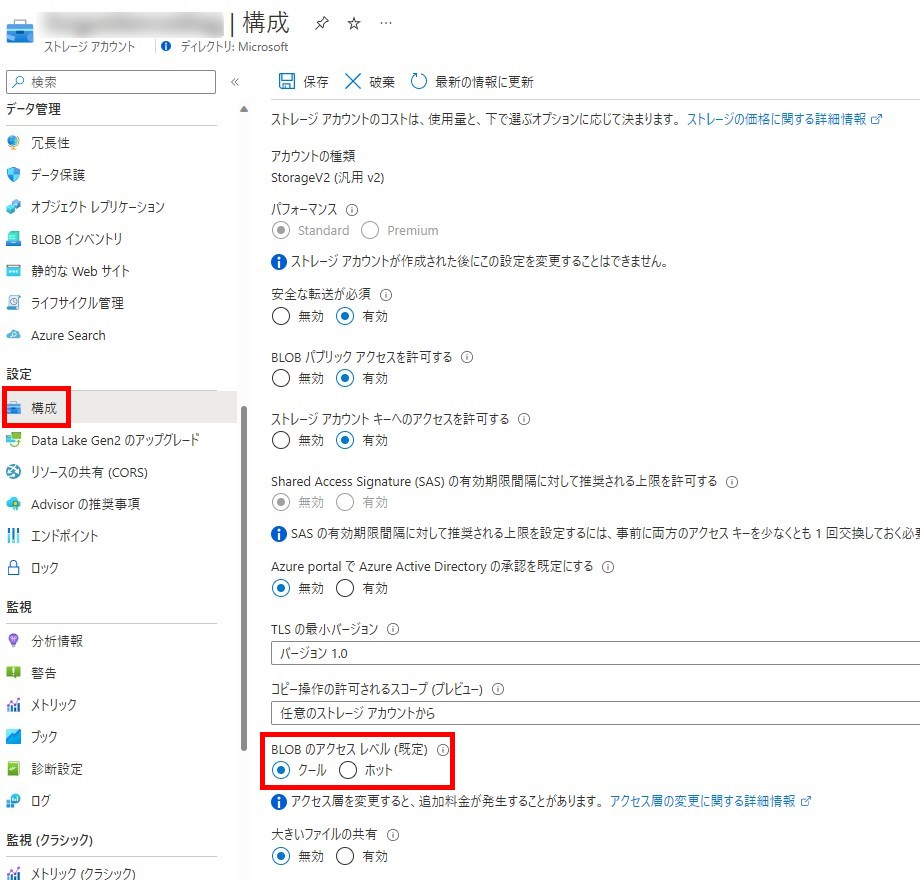 | 構成
ストレージ アカウント
ディレクトリ: Microsoft
検索
データ管理
冗長性
データ保護
オブジェクト レプリケーション
BLOB インベントリ
静的な Web サイト
ライフサイクル管理
Azure Search
設定
構成
Data Lake Gen2 のアップグレード
リソースの共有 (CORS)
Advisor の推奨事項
エンドポイント
ロック
監視
分析情報
警告
メトリック
ブック
診断設定
ログ
監視 (クラシック)
メトリック (クラシック)
保存 破棄 最新の情報に更新
ストレージ アカウントのコストは、使用量と、下で選ぶオプションに応じて決まります。 ストレージの価格に関する詳細情報
アカウントの種類
StorageV2 (汎用 v2)
パフォーマンス
Standard Premium
ストレージ アカウントが作成された後にこの設定を変更することはできません。
安全な転送が必須
無効 有効
BLOB パブリック アクセスを許可する
無効 有効
ストレージ アカウント キーへのアクセスを許可する
無効 有効
Shared Access Signature (SAS) の有効期限間隔に対して推奨される上限を許可する
無効 有効
SAS の有効期限間隔に対して推奨される上限を設定するには、事前に両方のアクセス キーを少なくとも 1 回交換しておく必要
Azure portal で Azure Active Directory の承認を既定にする
無効 有効
TLS の最小バージョン
バージョン 1.0
コピー操作の許可されるスコープ (プレビュー)
任意のストレージ アカウントから
BLOB のアクセス レベル (既定)
クール ホット
アクセス層を変更すると、追加料金が発生することがあります。 アクセス層の変更に関する詳細情報
大きいファイルの共有
無効 有効